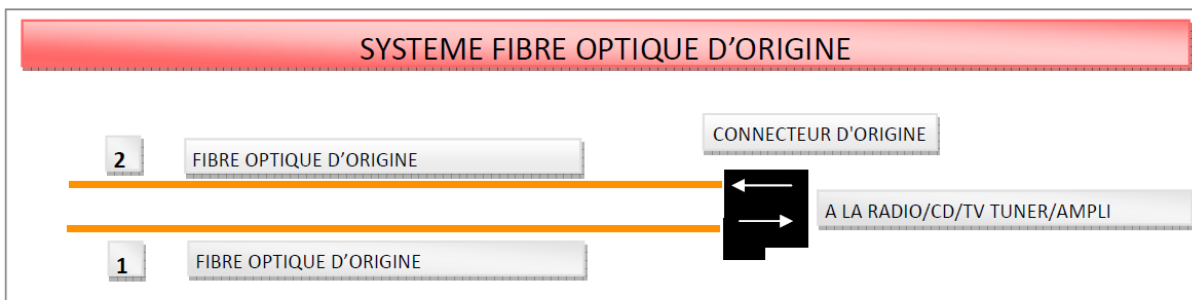 SYSTEME FIBRE OPTIQUE D’ORIGINE
CONNECTEUR D'ORIGINE
2 FIBRE OPTIQUE D’ORIGINE
A LA RADIO/CD/TV TUNER/AMPLI
1 FIBRE OPTIQUE D’ORIGINE